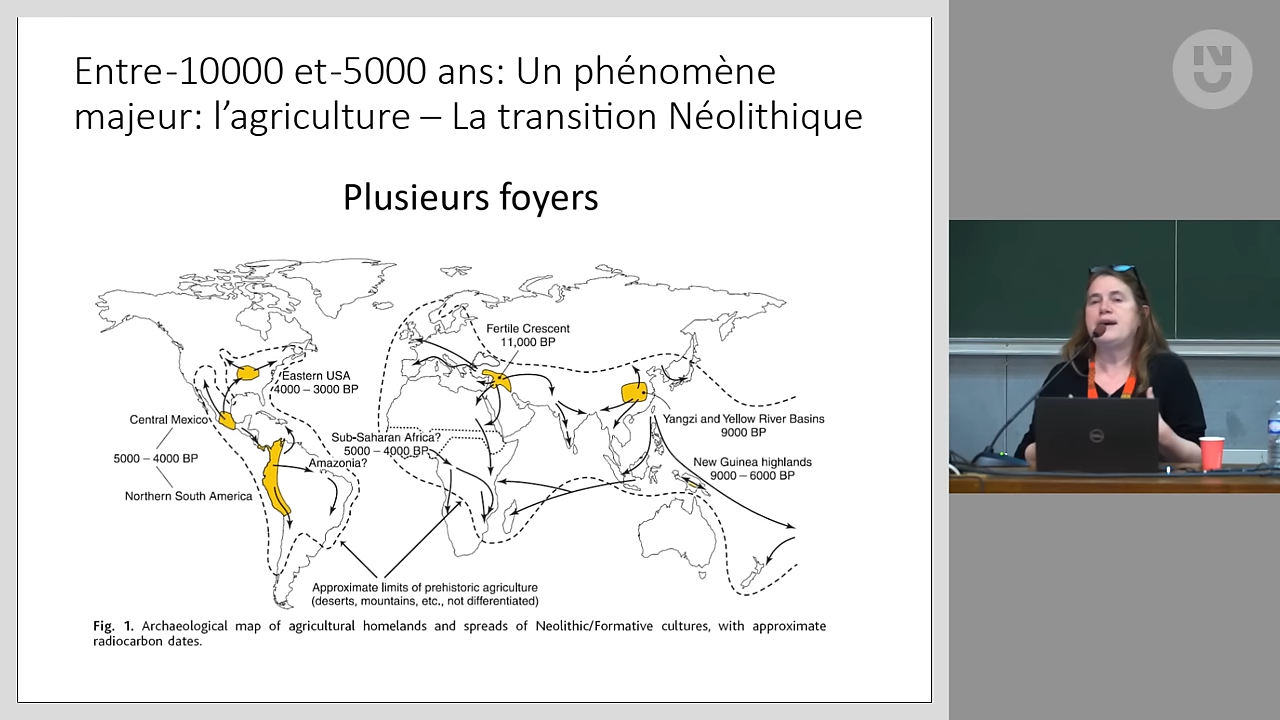 Entre-10000 et-5000 ans: Un phénomène
majeur: l’agriculture – La transition Néolithique
Plusieurs foyers
Fertile Crescent
11,000 BP
Eastern USA
4000 – 3000 BP
Central Mexico
Yangzi and Yellow River Basins
9000 BP
Sub-Saharan Africa?
5000 – 4000 BP
Amazonia?
5000 – 4000 BP
New Guinea highlands
9000 – 6000 BP
Northern South America
Approximate limits of prehistoric agriculture
(deserts, mountains, etc., not differentiated)
Fig. 1. Archaeological map of agricultural homelands and spreads of Neolithic/Formative cultures, with approximate
radiocarbon dates.
DELL